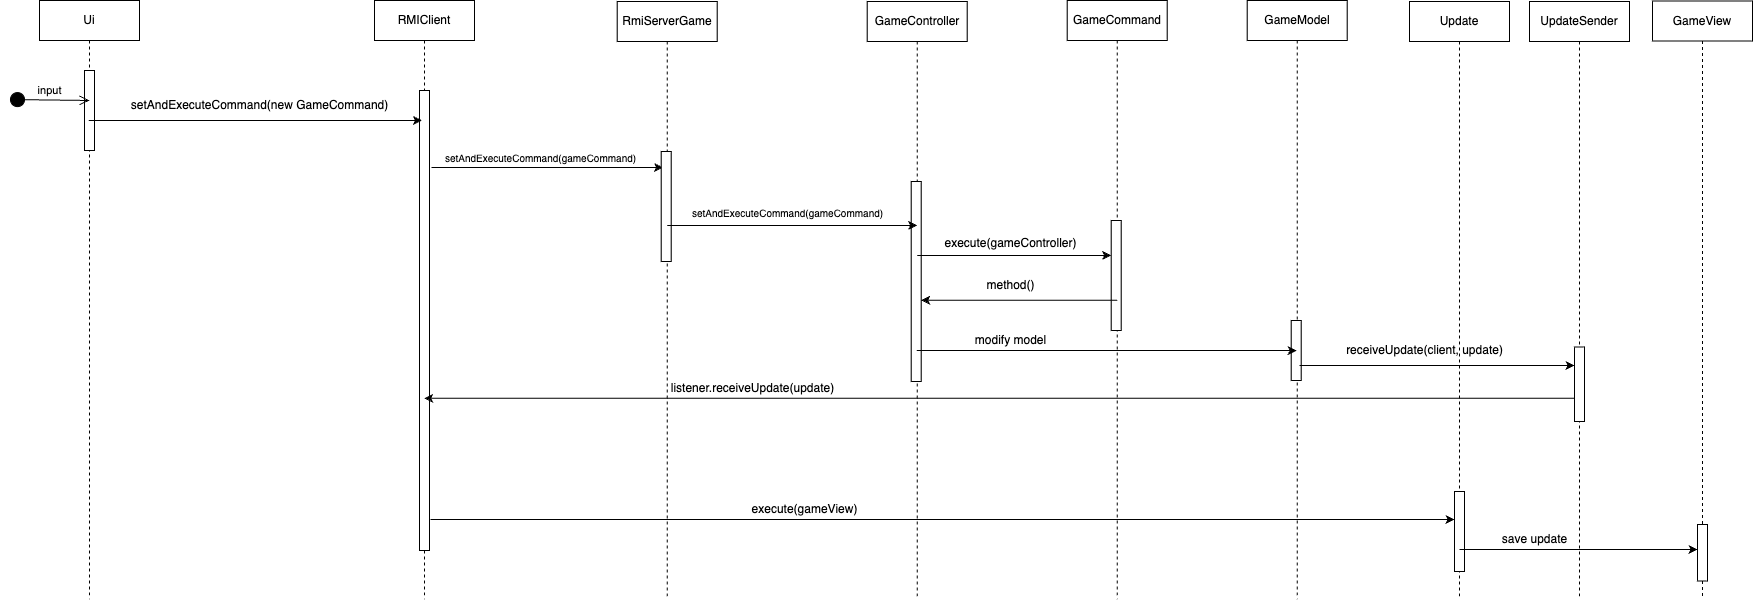 Ui
RMIClient
RmiServerGame
GameController
GameCommand
GameModel
Update
UpdateSender
GameView
input
setAndExecuteCommand(new GameCommand)
setAndExecuteCommand(gameCommand)
setAndExecuteCommand(gameCommand)
execute(gameController)
method()
modify model
receiveUpdate(client, update)
listener.receiveUpdate(update)
execute(gameView)
save update